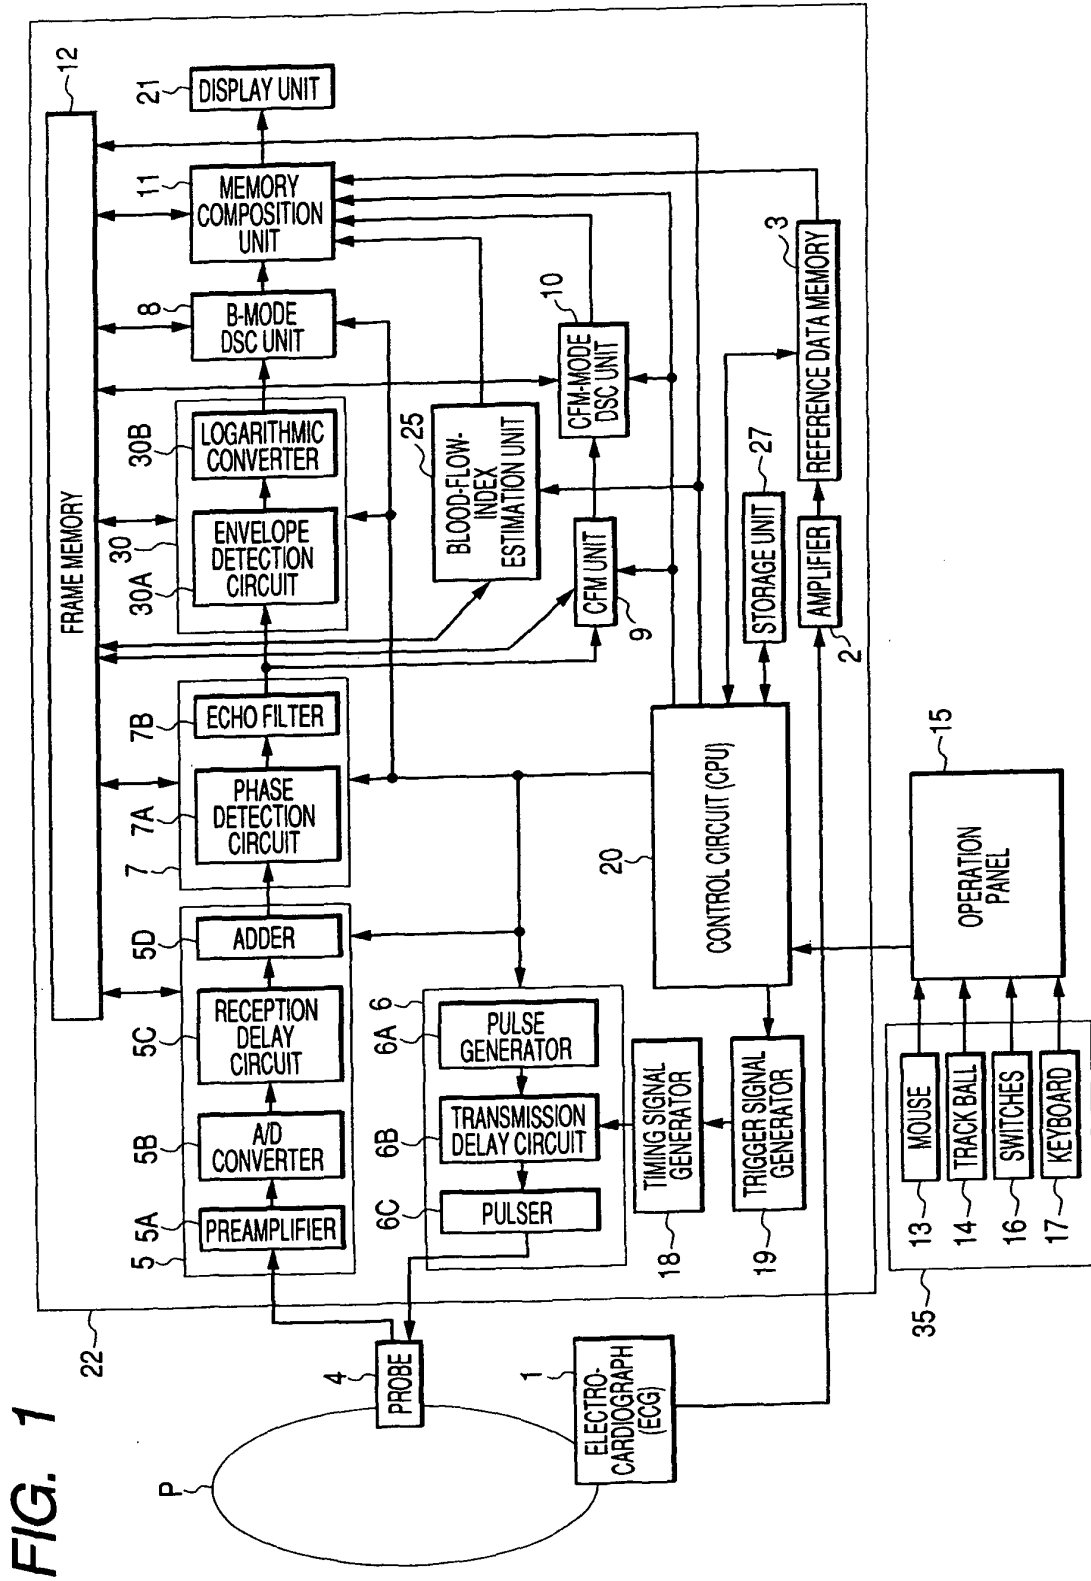 FIG. 1
12
FRAME MEMORY
5
5A
PREAMPLIFIER
5B
A/D
CONVERTER
5C
RECEPTION
DELAY
CIRCUIT
5D
ADDER
7
7A
PHASE
DETECTION
CIRCUIT
7B
ECHO FILTER
30
30A
ENVELOPE
DETECTION
CIRCUIT
30B
LOGARITHMIC
CONVERTER
8
B-MODE
DSC UNIT
11
MEMORY
COMPOSITION
UNIT
21
DISPLAY UNIT
22
P
4
PROBE
1
ELECTRO-
CARDIOGRAPH
(ECG)
6
6A
PULSE
GENERATOR
6B
TRANSMISSION
DELAY CIRCUIT
6C
PULSER
18
TIMING SIGNAL
GENERATOR
19
TRIGGER SIGNAL
GENERATOR
20
CONTROL CIRCUIT (CPU)
25
BLOOD-FLOW-
INDEX
ESTIMATION UNIT
9
CFM UNIT
10
CFM-MODE
DSC UNIT
27
STORAGE UNIT
2
AMPLIFIER
3
REFERENCE DATA MEMORY
35
13
MOUSE
14
TRACK BALL
16
SWITCHES
17
KEYBOARD
15
OPERATION
PANEL